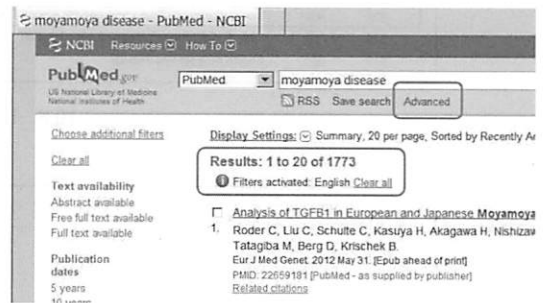 moyamoya disease - PubMed - NCBI
NCBI Resources How To
PubMed.gov
US National Library of Medicine
National Institutes of Health
PubMed
moyamoya disease
RSS Save search Advanced
Choose additional filters
Clear all
Text availability
Abstract available
Free full text available
Full text available
Publication
dates
5 years
10 years
Display Settings: Summary, 20 per page, Sorted by Recently A
Results: 1 to 20 of 1773
Filters activated: English Clear all
Analysis of TGFB1 in European and Japanese Moyamoya
1. Roder C, Liu C, Schulte C, Kasuya H, Akagawa H, Nishizaw
Tatagiba M, Berg D, Krischek B.
Eur J Med Genet. 2012 May 31. [Epub ahead of print]
PMID: 22659181 [PubMed - as supplied by publisher]
Related citations